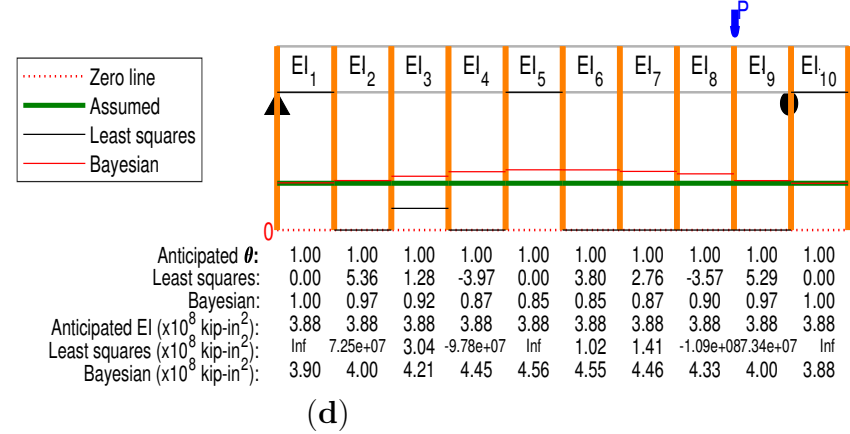 P
EI1 EI2 EI3 EI4 EI5 EI6 EI7 EI8 EI9 EI10
Zero line
Assumed
Least squares
Bayesian
0
Anticipated θ: 1.00 1.00 1.00 1.00 1.00 1.00 1.00 1.00 1.00 1.00
Least squares: 0.00 5.36 1.28 -3.97 0.00 3.80 2.76 -3.57 5.29 0.00
Bayesian: 1.00 0.97 0.92 0.87 0.85 0.85 0.87 0.90 0.97 1.00
Anticipated EI (x10^8 kip-in^2): 3.88 3.88 3.88 3.88 3.88 3.88 3.88 3.88 3.88 3.88
Least squares (x10^8 kip-in^2): Inf 7.25e+07 3.04 -9.78e+07 Inf 1.02 1.41 -1.09e+08 7.34e+07 Inf
Bayesian (x10^8 kip-in^2): 3.90 4.00 4.21 4.45 4.56 4.55 4.46 4.33 4.00 3.88
(d)